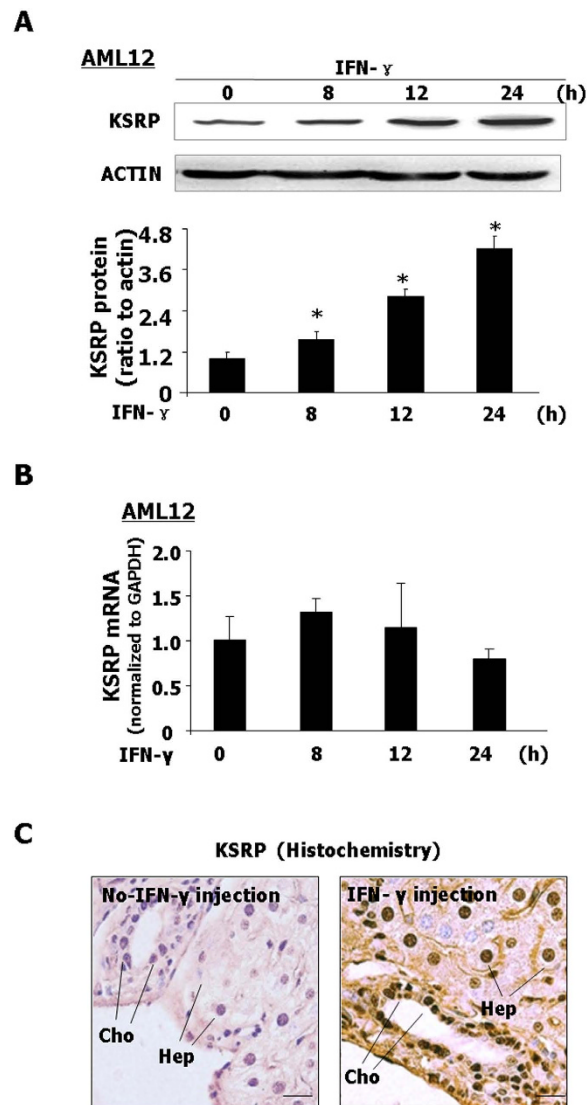 A
AML12
IFN- ɣ
0 8 12 24 (h)
KSRP
ACTIN
KSRP protein
(ratio to actin)
4.8
3.6
2.4
1.2
0
* * *
IFN- ɣ 0 8 12 24 (h)
B
AML12
KSRP mRNA
(normalized to GAPDH)
2.0
1.5
1.0
0.5
0
IFN-γ 0 8 12 24 (h)
C
KSRP (Histochemistry)
No-IFN-γ injection
IFN- γ injection
Cho
Hep
Hep
Cho